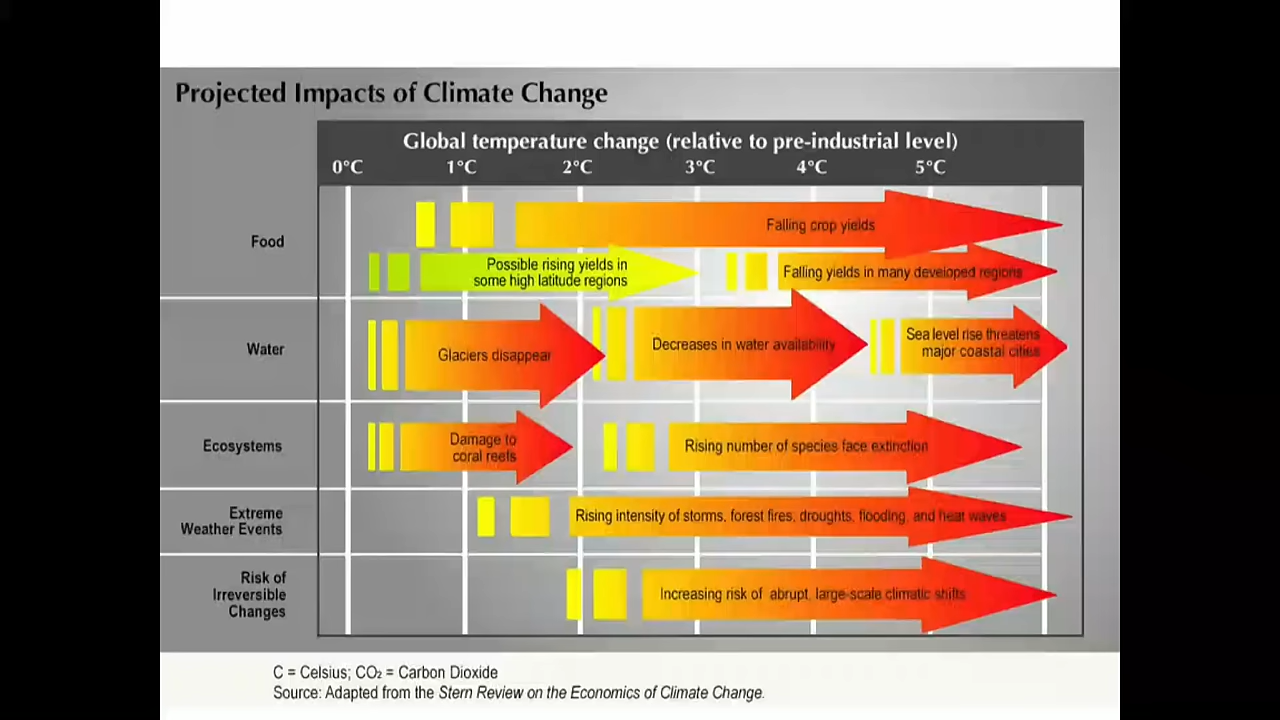 Projected Impacts of Climate Change
Global temperature change (relative to pre-industrial level)
0°C 1°C 2°C 3°C 4°C 5°C
Food
Falling crop yields
Possible rising yields in
some high latitude regions
Falling yields in many developed regions
Water
Glaciers disappear
Decreases in water availability
Sea level rise threatens
major coastal cities
Ecosystems
Damage to
coral reefs
Rising number of species face extinction
Extreme
Weather Events
Rising intensity of storms, forest fires, droughts, flooding, and heat waves
Risk of
Irreversible
Changes
Increasing risk of abrupt, large-scale climatic shifts
C = Celsius; CO₂ = Carbon Dioxide
Source: Adapted from the Stern Review on the Economics of Climate Change.